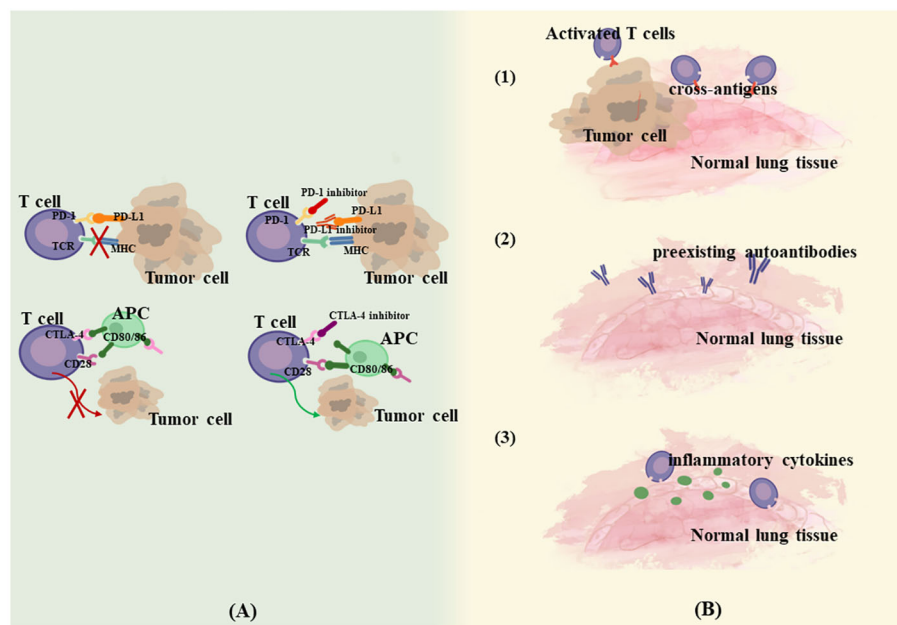 T cell
PD-1
PD-L1
TCR
MHC
Tumor cell
T cell
PD-1 inhibitor
PD-1
PD-L1
PD-L1 inhibitor
TCR
MHC
Tumor cell
T cell
APC
CTLA-4
CD80/86
CD28
Tumor cell
T cell
CTLA-4 inhibitor
CTLA-4
APC
CD28
CD80/86
Tumor cell
(A)
Activated T cells
(1)
cross-antigens
Tumor cell
Normal lung tissue
(2)
preexisting autoantibodies
Normal lung tissue
(3)
inflammatory cytokines
Normal lung tissue
(B)